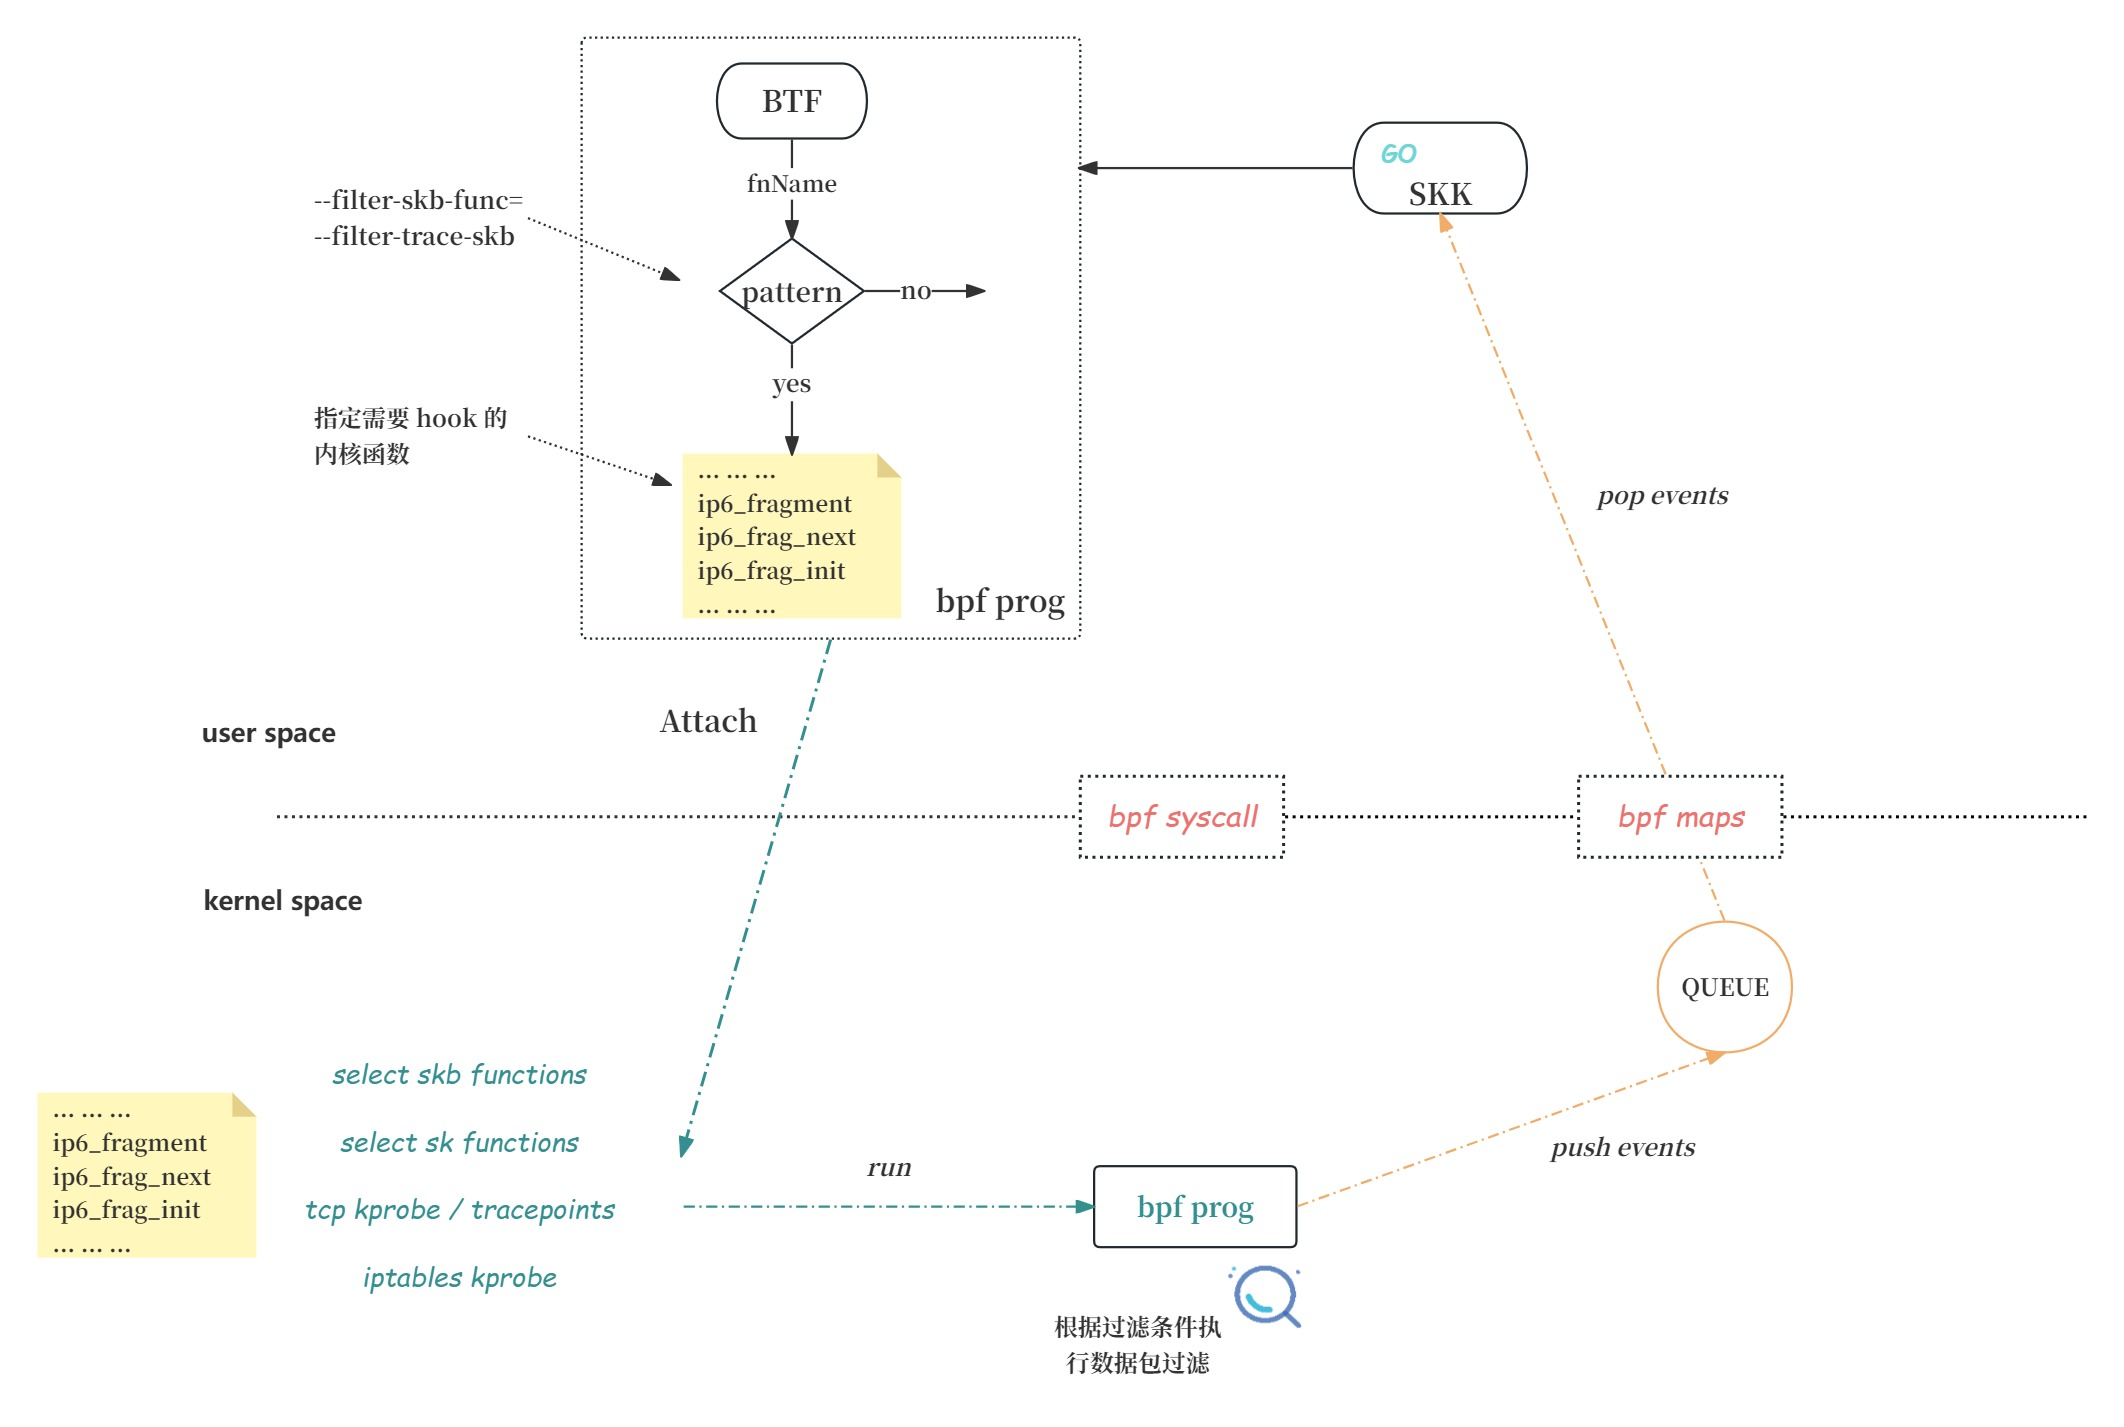 BTF
fnName
--filter-skb-func=
--filter-trace-skb
pattern
no
yes
指定需要 hook 的
内核函数
... ... ...
ip6_fragment
ip6_frag_next
ip6_frag_init
... ... ...
bpf prog
GO
SKK
pop events
Attach
user space
bpf syscall
bpf maps
kernel space
QUEUE
push events
... ... ...
ip6_fragment
ip6_frag_next
ip6_frag_init
... ... ...
select skb functions
select sk functions
tcp kprobe / tracepoints
iptables kprobe
run
bpf prog
根据过滤条件执
行数据包过滤